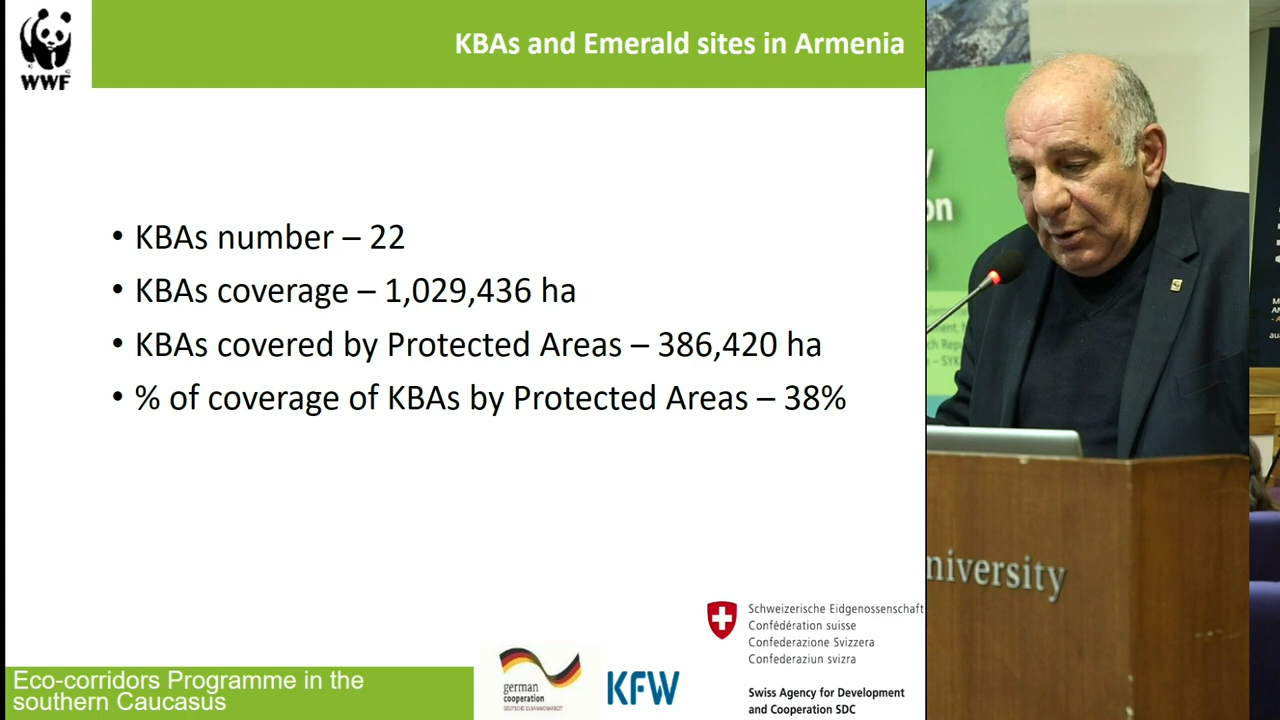 WWF
KBAs and Emerald sites in Armenia
• KBAs number – 22
• KBAs coverage – 1,029,436 ha
• KBAs covered by Protected Areas – 386,420 ha
• % of coverage of KBAs by Protected Areas – 38%
Eco-corridors Programme in the
southern Caucasus
german
cooperation
DEUTSCHE ZUSAMMENARBEIT
KFW
Schweizerische Eidgenossenschaft
Confédération suisse
Confederazione Svizzera
Confederaziun svizra
Swiss Agency for Development
and Cooperation SDC
on
niversity